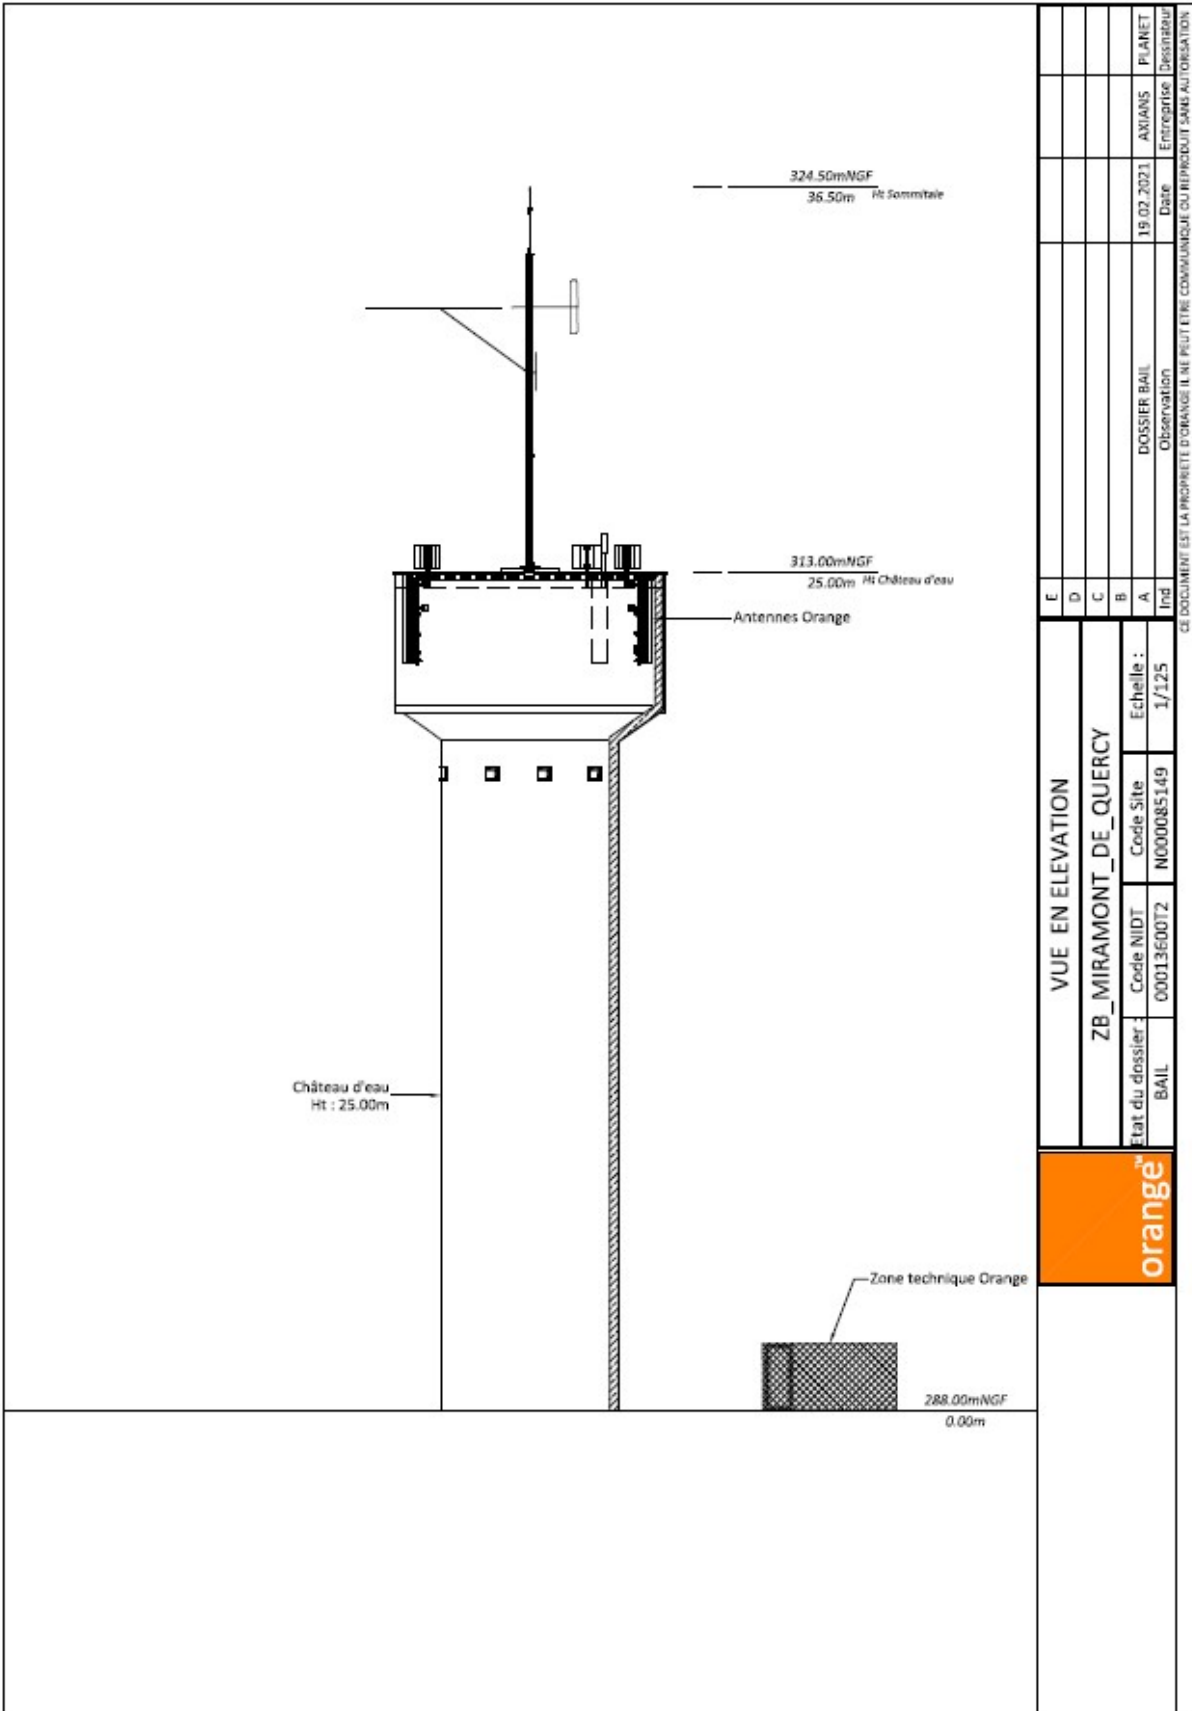 324.50mNGF
36.50m Ht Sommitale
313.00mNGF
25.00m Ht Château d'eau
Antennes Orange
Château d'eau
Ht : 25.00m
Zone technique Orange
288.00mNGF
0.00m
orange™
VUE EN ELEVATION
ZB_MIRAMONT_DE_QUERCY
Etat du dossier : Code NIDT Code Site Echelle :
BAIL 00013600T2 N000085149 1/125
E
D
C
B
A DOSSIER BAIL 19.02.2021 AXIANS PLANET
Ind Observation Date Entreprise Dessinateur
CE DOCUMENT EST LA PROPRIETE D'ORANGE IL NE PEUT ETRE COMMUNIQUE OU REPRODUIT SANS AUTORISATION